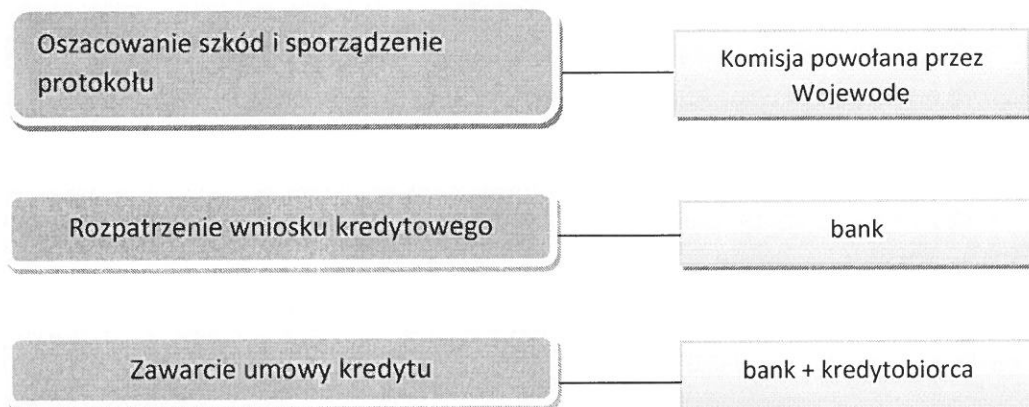 Oszacowanie szkód i sporządzenie
protokołu
Komisja powołana przez
Wojewodę
Rozpatrzenie wniosku kredytowego
bank
Zawarcie umowy kredytu
bank + kredytobiorca